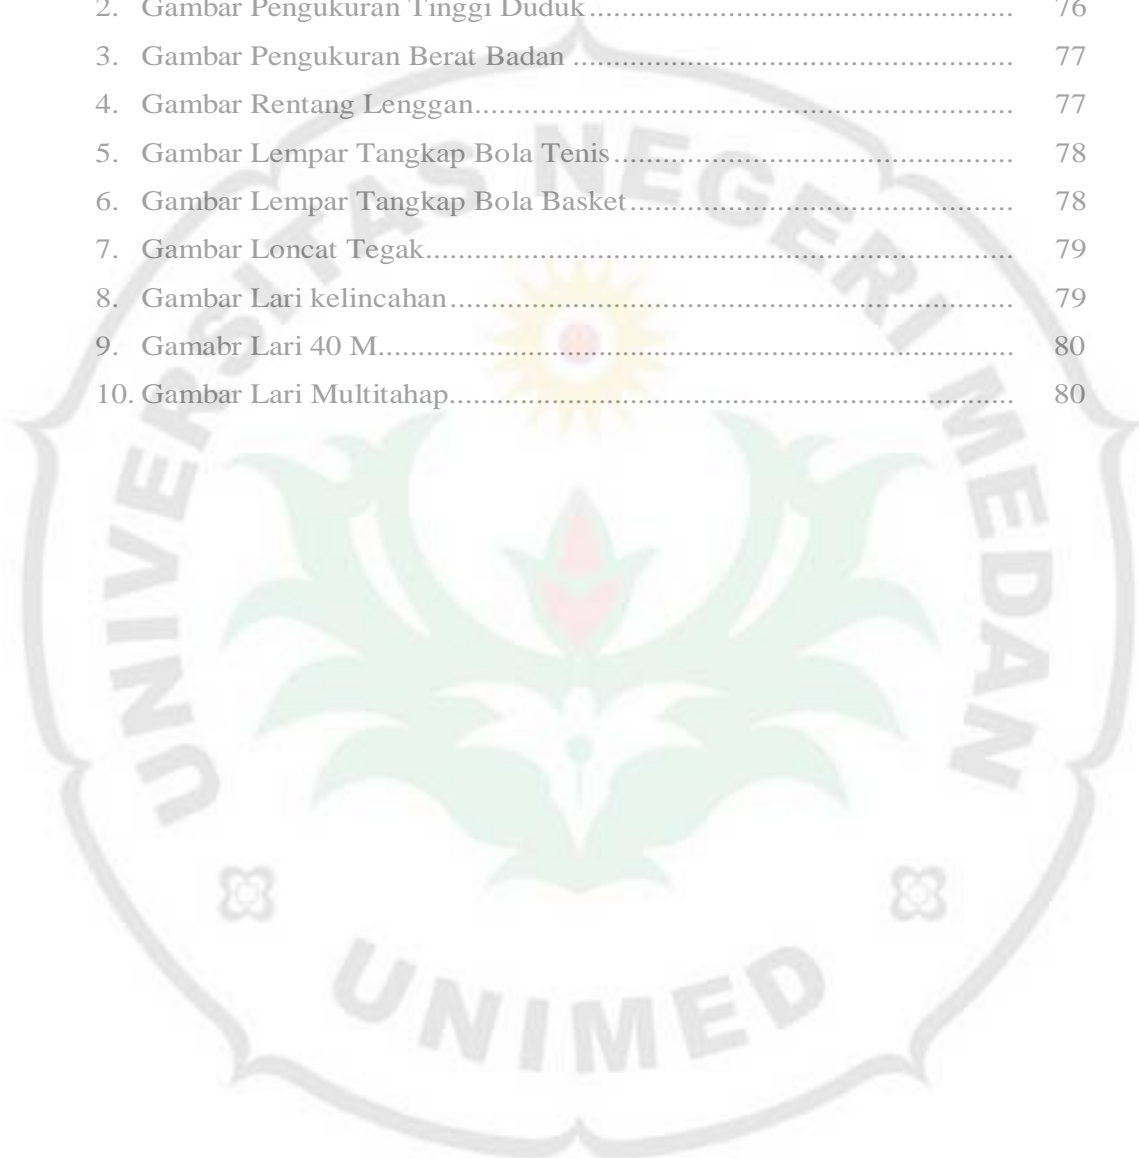 2. Gambar Pengukuran Tinggi Duduk........................................................ 76
3. Gambar Pengukuran Berat Badan ......................................................... 77
4. Gambar Rentang Lenggan...................................................................... 77
5. Gambar Lempar Tangkap Bola Tenis.................................................... 78
6. Gambar Lempar Tangkap Bola Basket.................................................. 78
7. Gambar Loncat Tegak............................................................................ 79
8. Gambar Lari kelincahan......................................................................... 79
9. Gamabr Lari 40 M.................................................................................. 80
10. Gambar Lari Multitahap......................................................................... 80
UNIVERSITAS NEGERI MEDAN
UNIMED